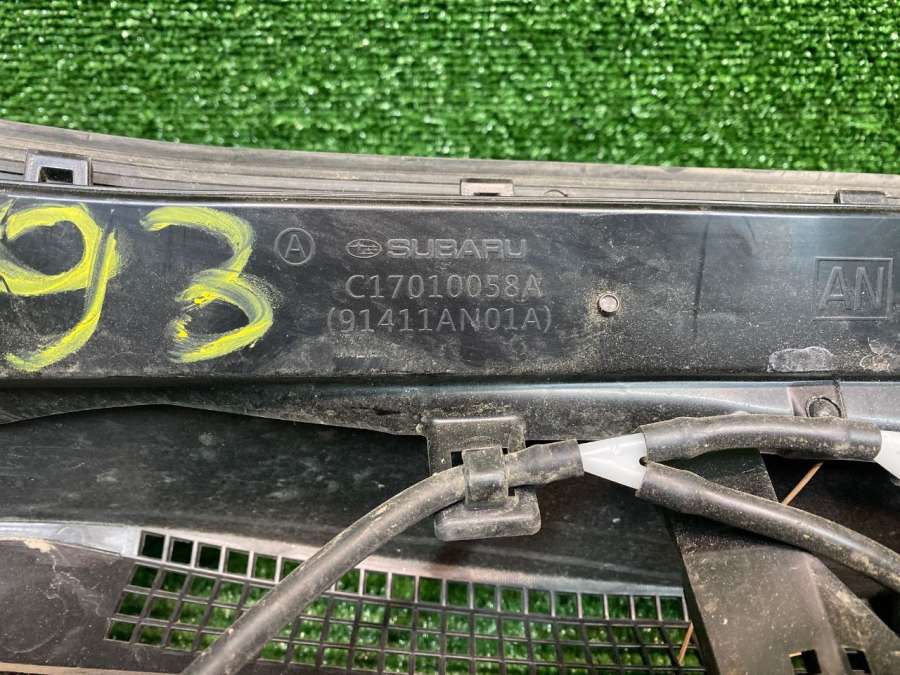 93
A
SUBARU
C17010058A
(91411AN01A)
AN